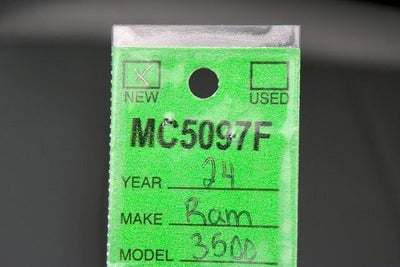 NEW USED
MC5097F
YEAR 24
MAKE Ram
MODEL 3500